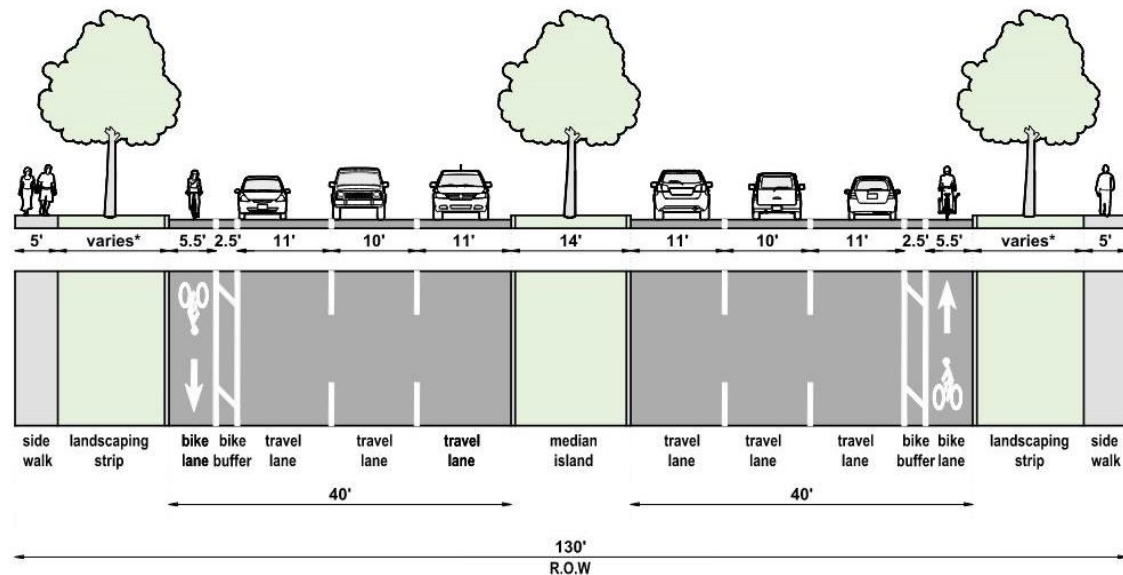 5' varies* 5.5' 2.5' 11' 10' 11' 14' 11' 10' 11' 2.5' 5.5' varies* 5'
side walk
landscaping strip
bike lane
bike buffer
travel lane
travel lane
travel lane
median island
travel lane
travel lane
travel lane
bike buffer
bike lane
landscaping strip
side walk
40' 40'
130'
R.O.W